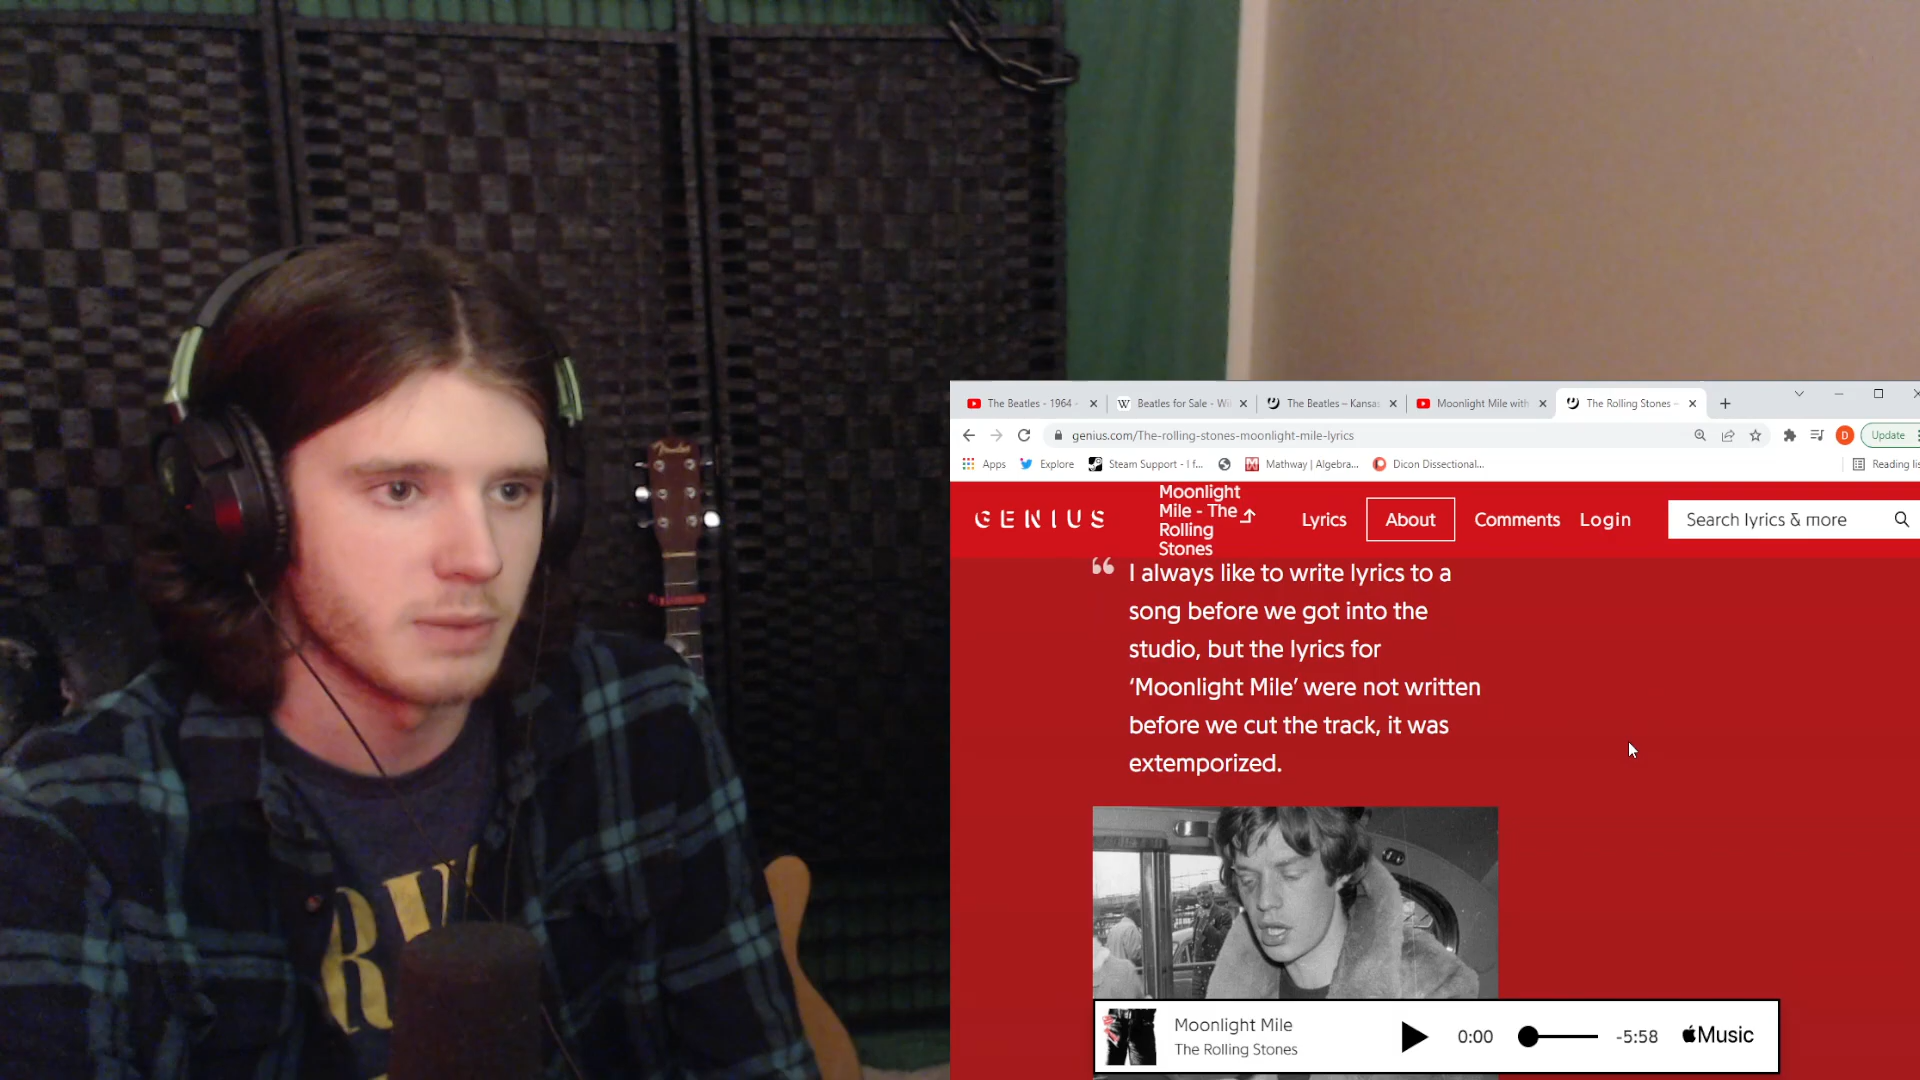 Fender
RV
The Beatles - 1964 -
Beatles for Sale - Wi
The Beatles – Kansas
Moonlight Mile with
The Rolling Stones –
genius.com/The-rolling-stones-moonlight-mile-lyrics
D
Update
Apps
Explore
Steam Support - I f...
Mathway | Algebra...
Dicon Dissectional...
Reading lis
GENIUS
Moonlight
Mile - The
Rolling
Stones
Lyrics
About
Comments
Login
Search lyrics & more
“ I always like to write lyrics to a
song before we got into the
studio, but the lyrics for
‘Moonlight Mile’ were not written
before we cut the track, it was
extemporized.
Moonlight Mile
The Rolling Stones
0:00
-5:58
Music